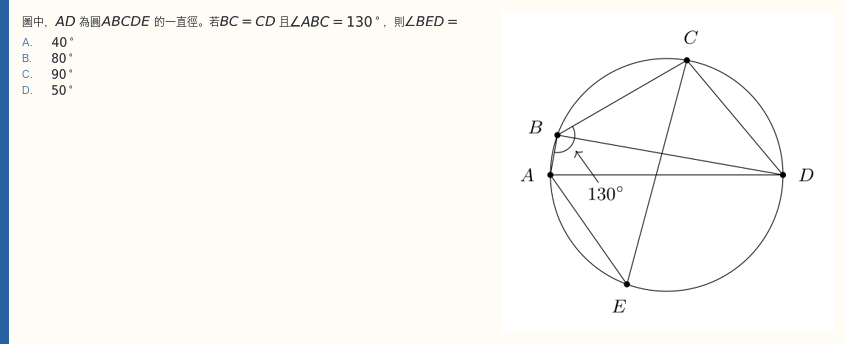 圖中，AD 為圓ABCDE 的一直徑。若BC = CD 且∠ABC = 130°，則∠BED =
A. 40°
B. 80°
C. 90°
D. 50°
C
B
A
D
130°
E